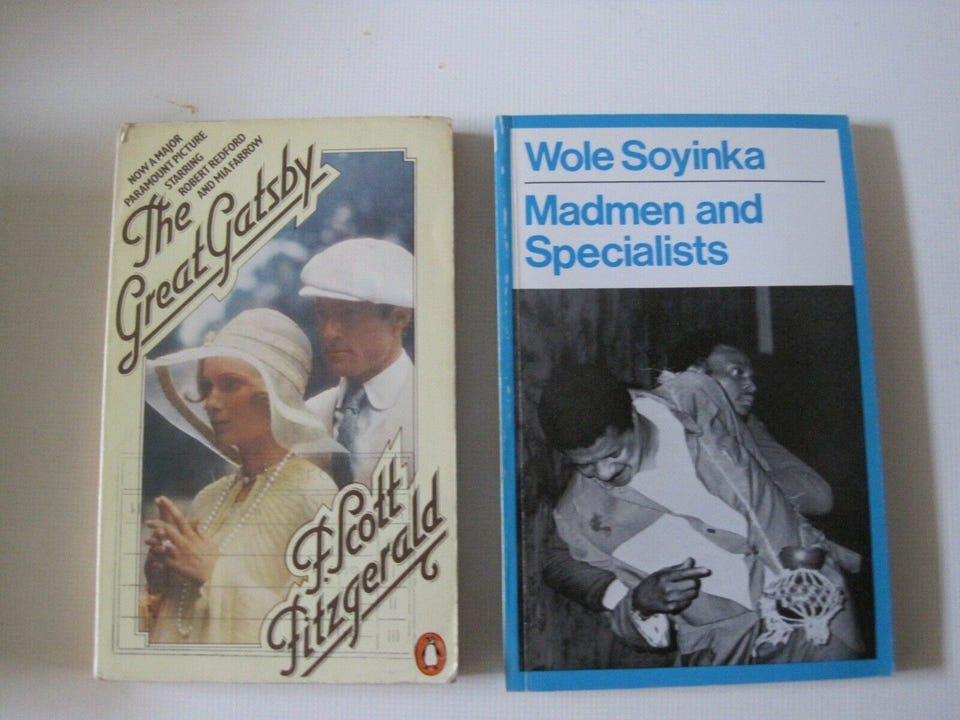 NOW A MAJOR
PARAMOUNT PICTURE
STARRING
ROBERT REDFORD
AND MIA FARROW
The
Great Gatsby
F. Scott
Fitzgerald
Wole Soyinka
Madmen and
Specialists